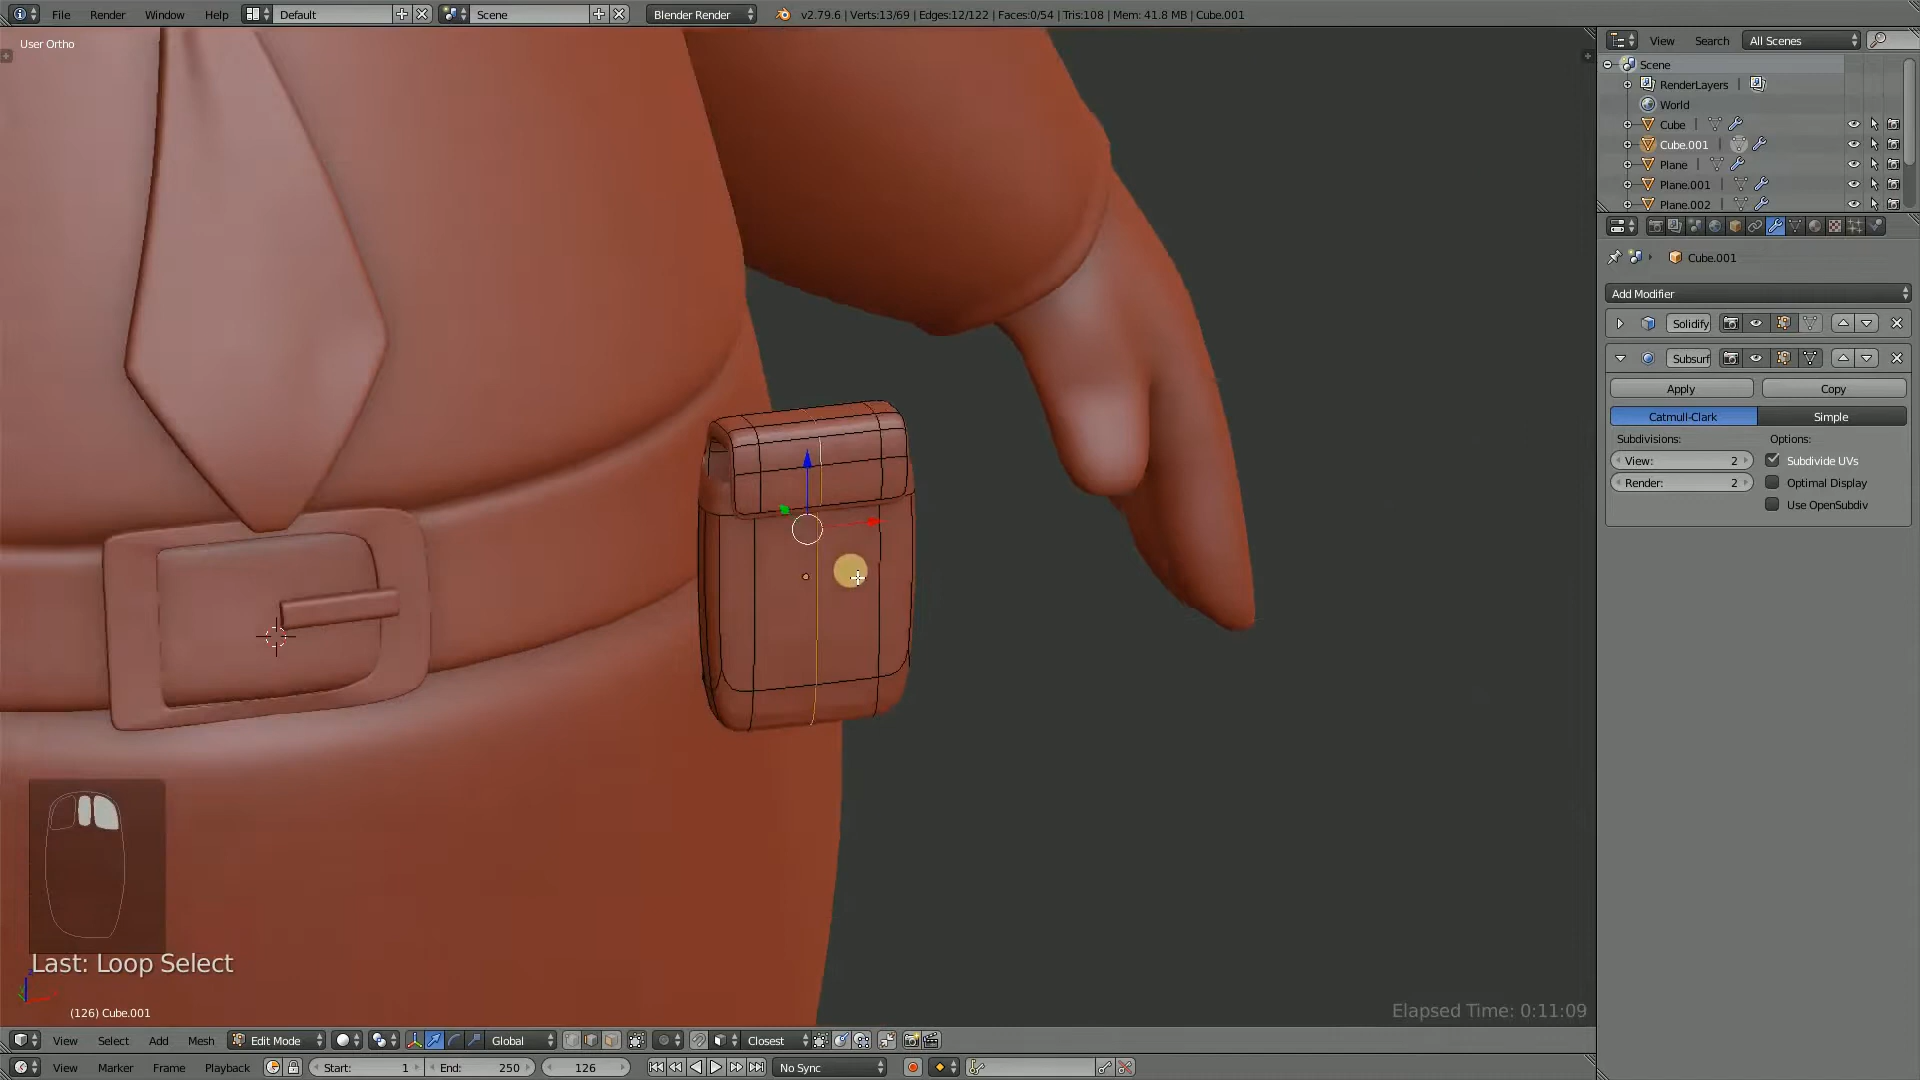 File Render Window Help Default Scene Blender Render v2.79.6 | Verts:13/69 | Edges:12/12 | Faces:0/54 | Tris:108 | Mem: 41.8 MB | Cube.001
User Ortho
View Search All Scenes
Scene
RenderLayers
World
Cube
Cube.001
Plane
Plane.001
Plane.002
Cube.001
Add Modifier
Solidify
Subsurf
Apply Copy
Catmull-Clark Simple
Subdivisions: Options:
View: 2 Subdivide UVs
Render: 2 Optimal Display
Use OpenSubdiv
Last: Loop Select
(126) Cube.001
Elapsed Time: 0:11:09
View Select Add Mesh Edit Mode Global Closest
View Marker Frame Playback Start: 1 End: 250 126 No Sync